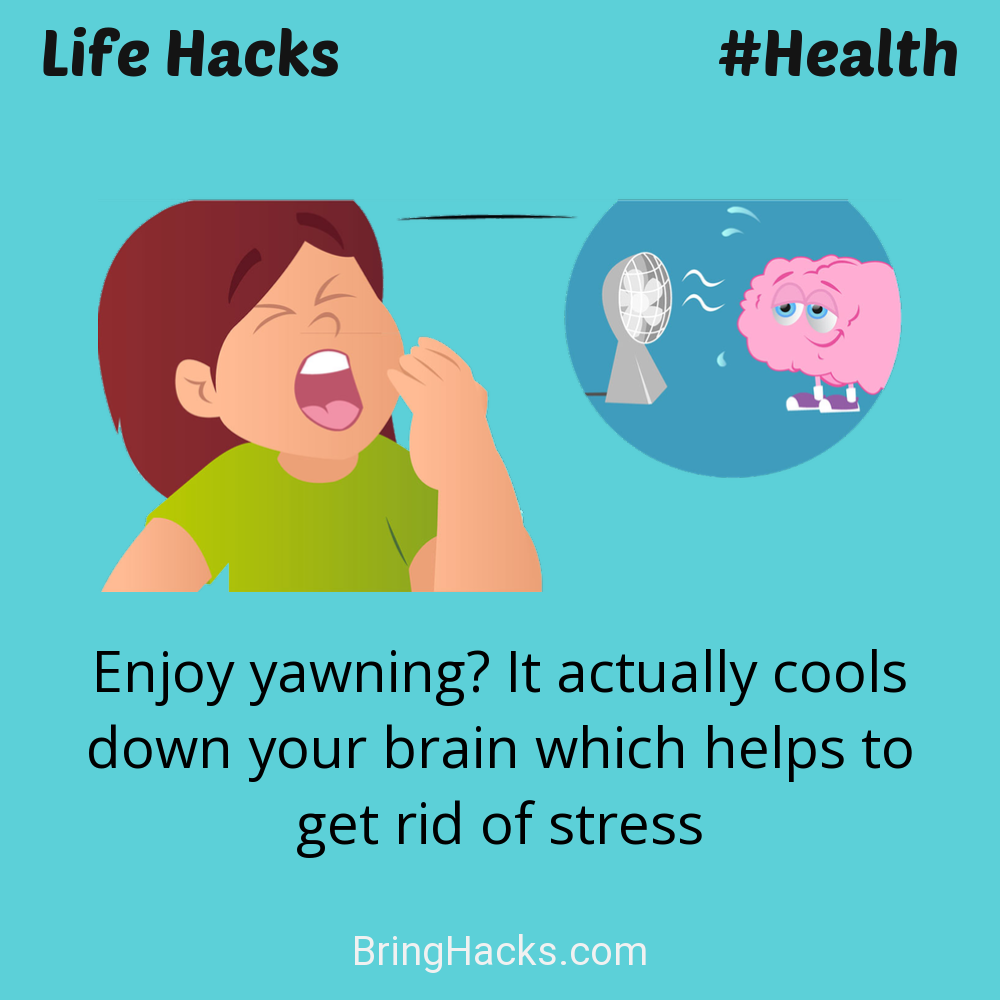 Life Hacks
#Health
Enjoy yawning? It actually cools
down your brain which helps to
get rid of stress
BringHacks.com